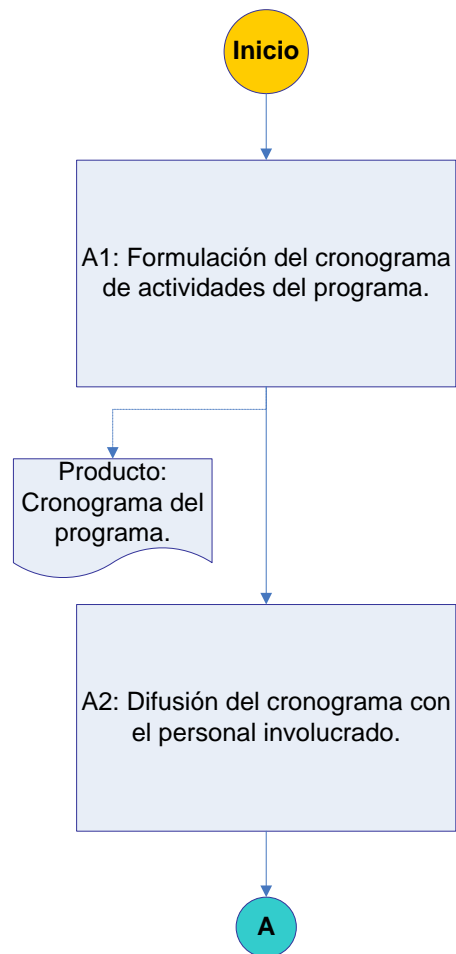 Inicio
A1: Formulación del cronograma
de actividades del programa.
Producto:
Cronograma del
programa.
A2: Difusión del cronograma con
el personal involucrado.
A